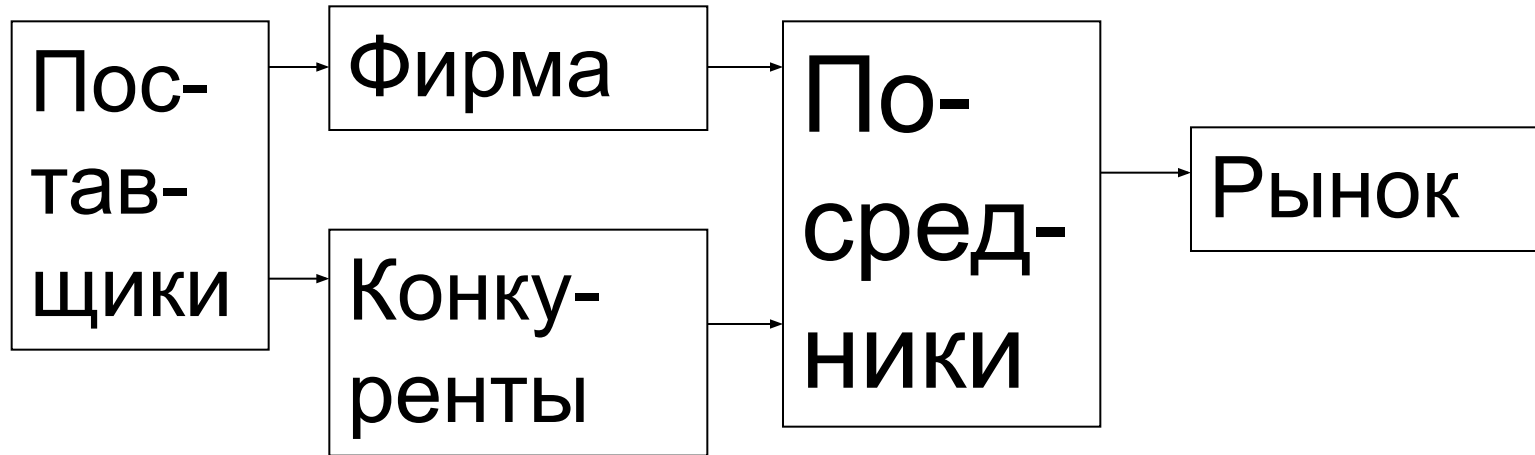 Пос-
тав-
щики
Фирма
Конку-
ренты
По-
сред-
ники
Рынок